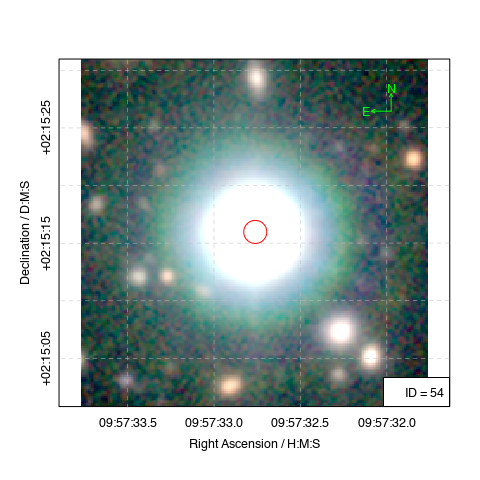 N
E
+02:15:25
+02:15:15
+02:15:05
Declination / D:M:S
ID = 54
09:57:33.5 09:57:33.0 09:57:32.5 09:57:32.0
Right Ascension / H:M:S